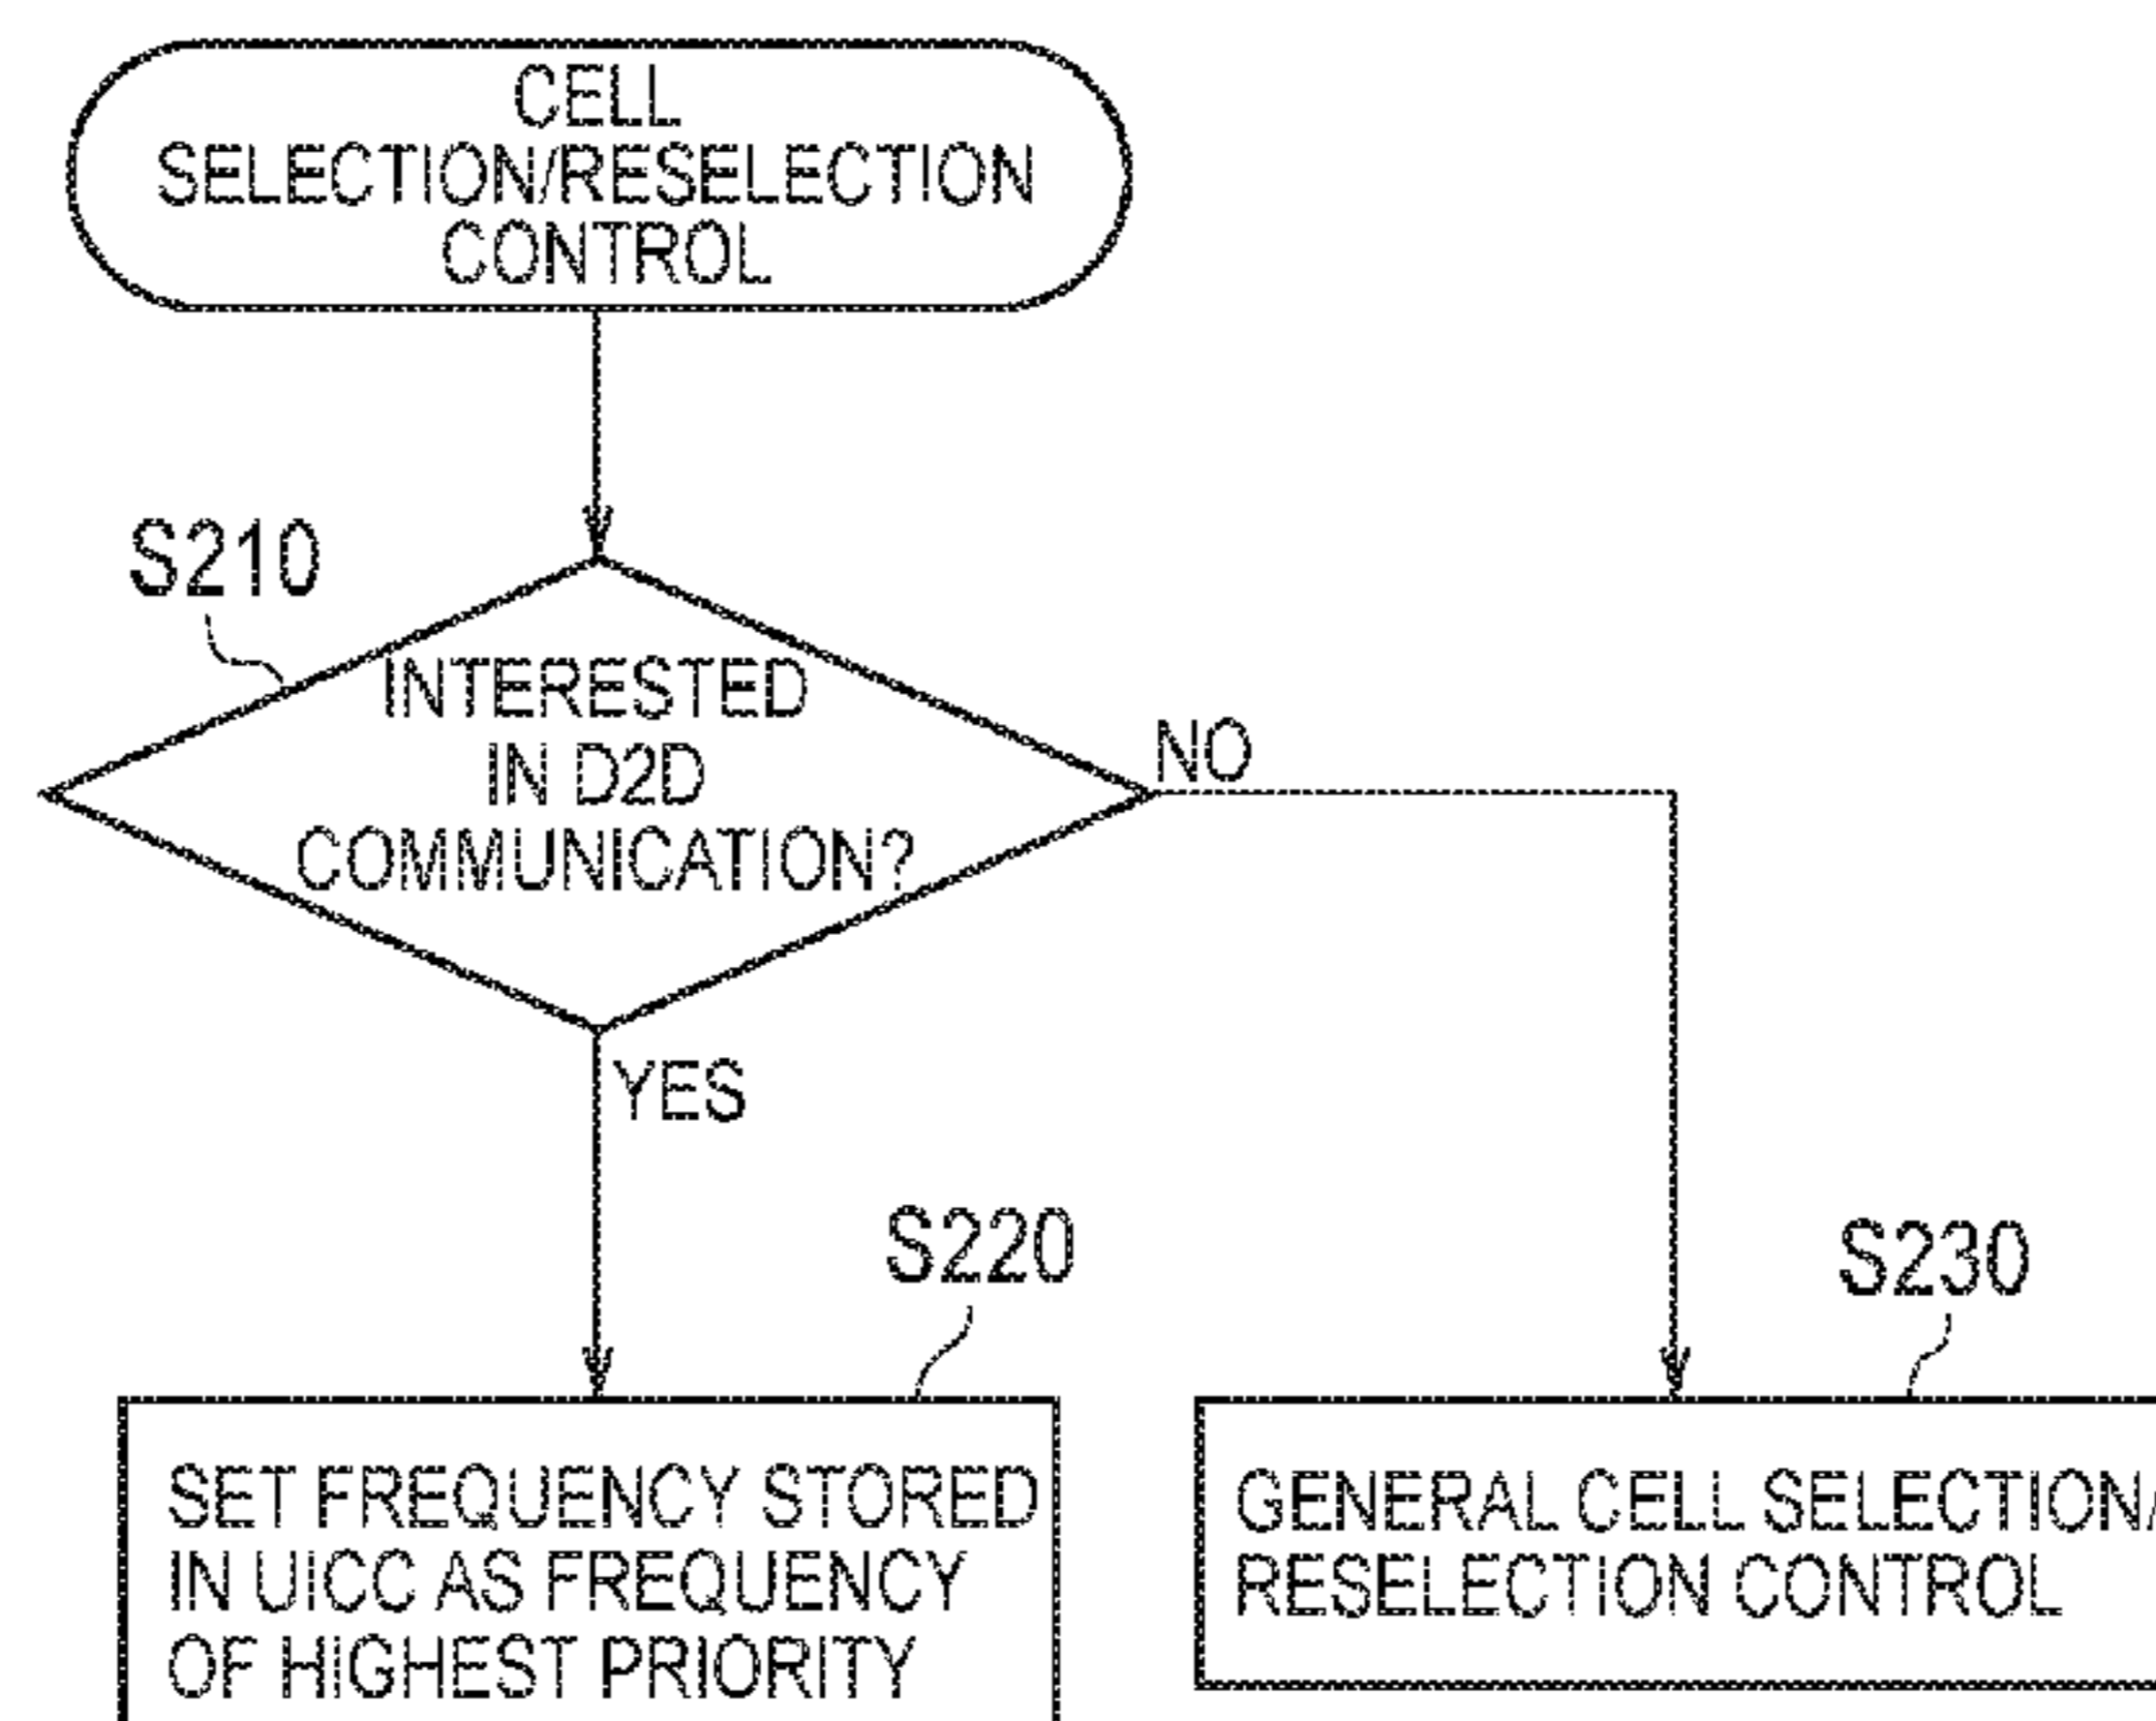 CELL
SELECTION/RESELECTION
CONTROL
S210
INTERESTED
IN D2D
COMMUNICATION?
NO
YES
S220
S230
SET FREQUENCY STORED
IN UICC AS FREQUENCY
OF HIGHEST PRIORITY
GENERAL CELL SELECTION/
RESELECTION CONTROL